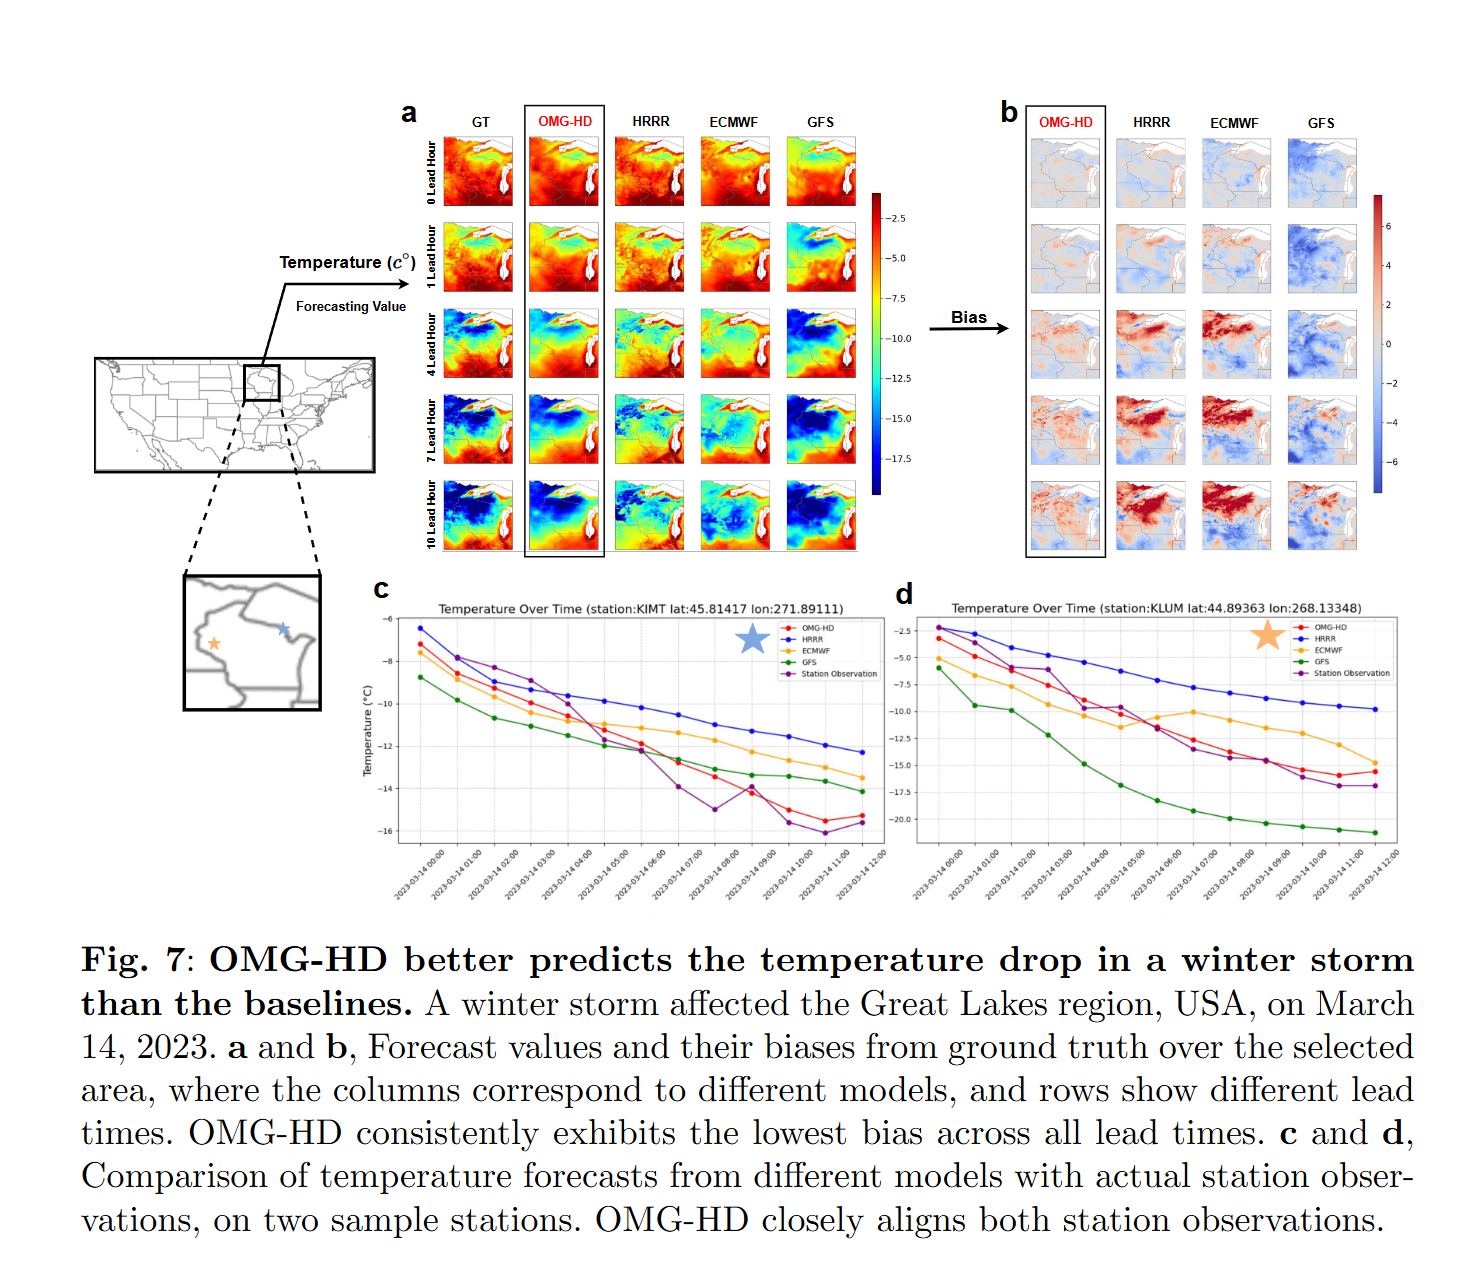 a
GT
OMG-HD
HRRR
ECMWF
GFS
0 Lead Hour
1 Lead Hour
4 Lead Hour
7 Lead Hour
10 Lead Hour
−2.5
−5.0
−7.5
−10.0
−12.5
−15.0
−17.5
Temperature (c°)
Forecasting Value
Bias
b
OMG-HD
HRRR
ECMWF
GFS
6
4
2
0
−2
−4
−6
c
Temperature Over Time (station:KIMT lat:45.81417 lon:271.89111)
OMG-HD
HRRR
ECMWF
GFS
Station Observation
Temperature (°C)
−6
−8
−10
−12
−14
−16
2023-03-14 00:00
2023-03-14 01:00
2023-03-14 02:00
2023-03-14 03:00
2023-03-14 04:00
2023-03-14 05:00
2023-03-14 06:00
2023-03-14 07:00
2023-03-14 08:00
2023-03-14 09:00
2023-03-14 10:00
2023-03-14 11:00
2023-03-14 12:00
d
Temperature Over Time (station:KLUM lat:44.89363 lon:268.13348)
OMG-HD
HRRR
ECMWF
GFS
Station Observation
−2.5
−5.0
−7.5
−10.0
−12.5
−15.0
−17.5
−20.0
2023-03-14 00:00
2023-03-14 01:00
2023-03-14 02:00
2023-03-14 03:00
2023-03-14 04:00
2023-03-14 05:00
2023-03-14 06:00
2023-03-14 07:00
2023-03-14 08:00
2023-03-14 09:00
2023-03-14 10:00
2023-03-14 11:00
2023-03-14 12:00
Fig. 7: OMG-HD better predicts the temperature drop in a winter storm
than the baselines. A winter storm affected the Great Lakes region, USA, on March
14, 2023. a and b, Forecast values and their biases from ground truth over the selected
area, where the columns correspond to different models, and rows show different lead
times. OMG-HD consistently exhibits the lowest bias across all lead times. c and d,
Comparison of temperature forecasts from different models with actual station obser-
vations, on two sample stations. OMG-HD closely aligns both station observations.